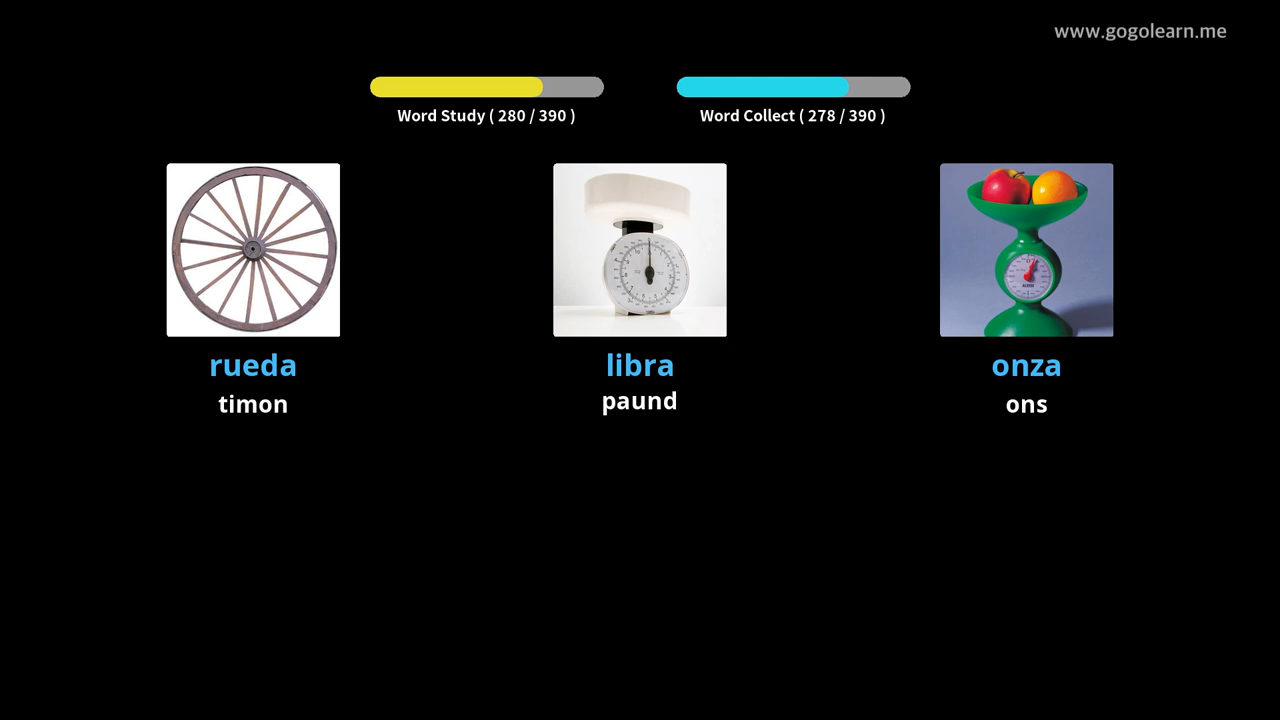 www.gogolearn.me
Word Study ( 280 / 390 )
Word Collect ( 278 / 390 )
rueda
libra
onza
timon
paund
ons